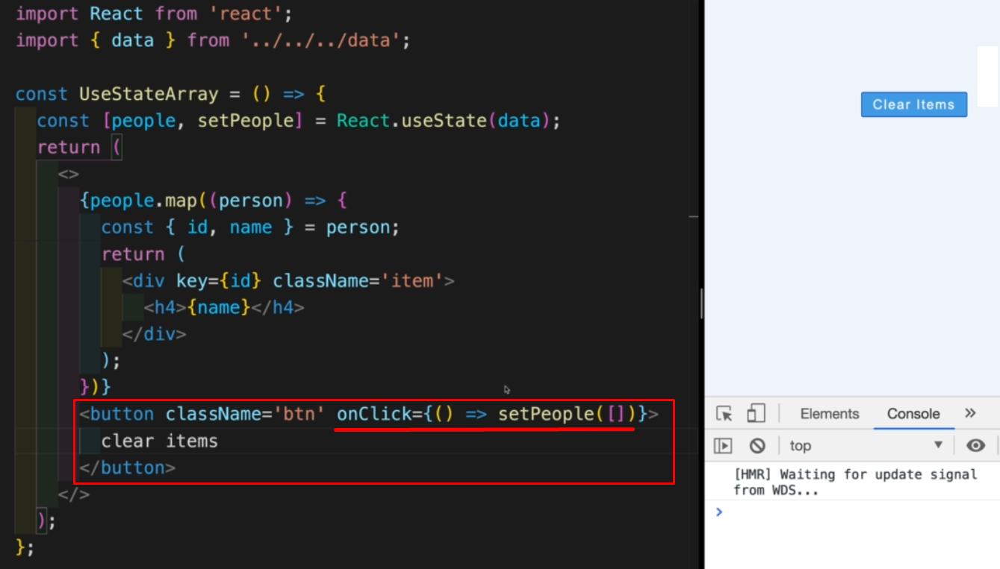 import React from 'react';
import { data } from '../../../data';
const UseStateArray = () => {
const [people, setPeople] = React.useState(data);
return (
<>
{people.map((person) => {
const { id, name } = person;
return (
<div key={id} className='item'>
<h4>{name}</h4>
</div>
);
})}
<button className='btn' onClick={() => setPeople([])}>
clear items
</button>
</>
);
};
Clear Items
Elements Console »
top
[HMR] Waiting for update signal
from WDS...